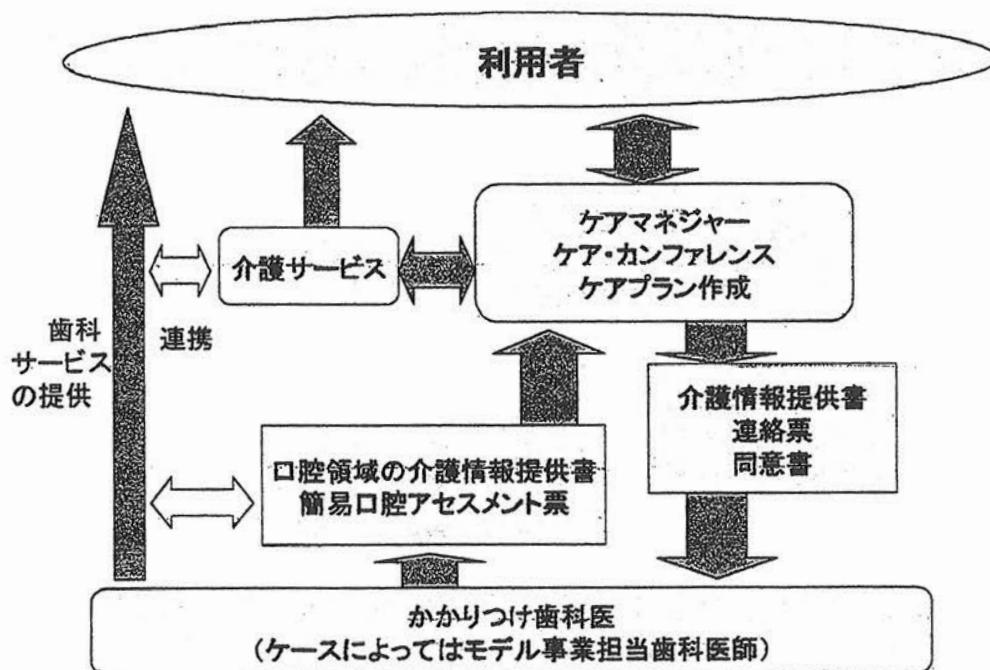 利用者
ケアマネジャー
ケア・カンファレンス
ケアプラン作成
介護サービス
連携
歯科
サービス
の提供
介護情報提供書
連絡票
同意書
口腔領域の介護情報提供書
簡易口腔アセスメント票
かかりつけ歯科医
(ケースによってはモデル事業担当歯科医師)